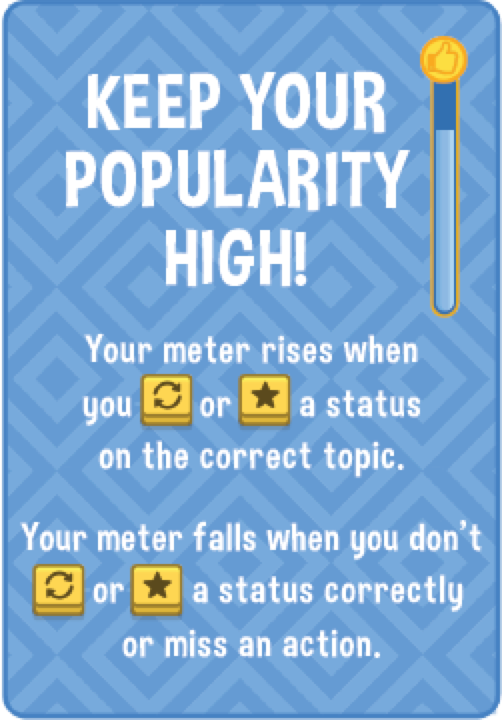 KEEP YOUR
POPULARITY
HIGH!
Your meter rises when
you or a status
on the correct topic.
Your meter falls when you don't
or a status correctly
or miss an action.